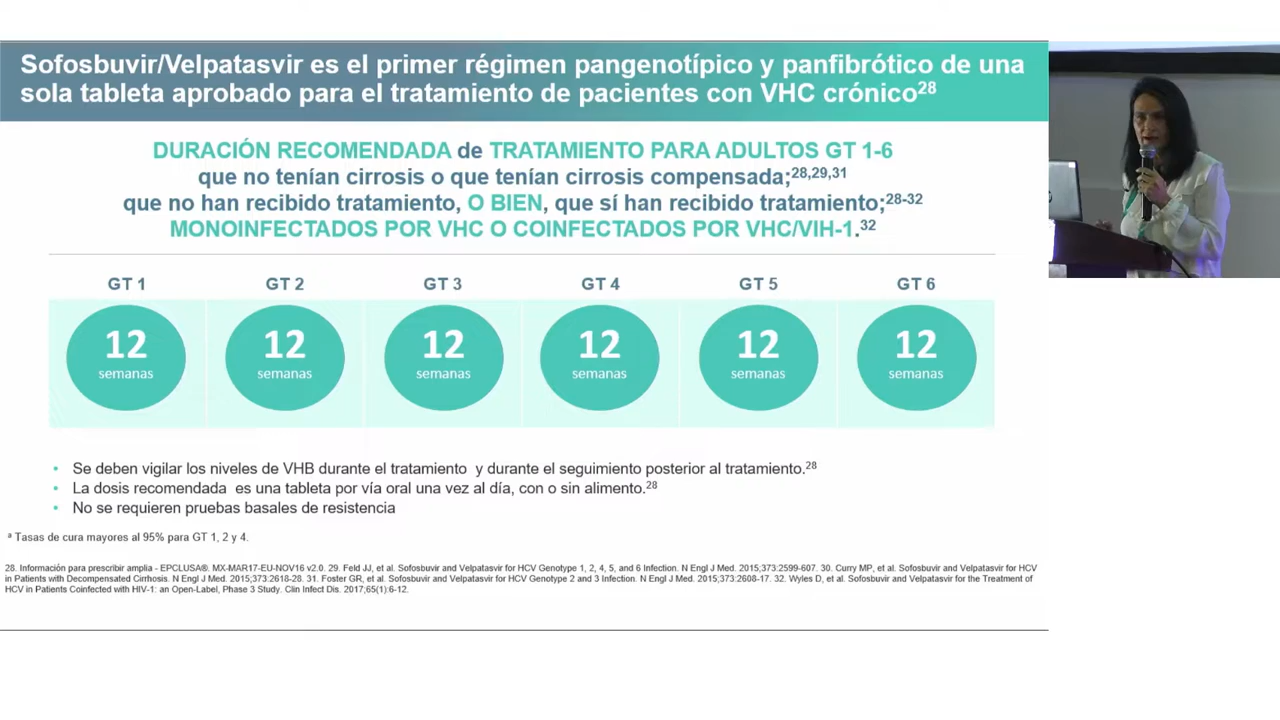 Sofosbuvir/Velpatasvir es el primer régimen pangenotípico y panfibrótico de una
sola tableta aprobado para el tratamiento de pacientes con VHC crónico28
DURACIÓN RECOMENDADA de TRATAMIENTO PARA ADULTOS GT 1-6
que no tenían cirrosis o que tenían cirrosis compensada;28,29,31
que no han recibido tratamiento, O BIEN, que sí han recibido tratamiento;28-32
MONOINFECTADOS POR VHC O COINFECTADOS POR VHC/VIH-1.32
GT 1 GT 2 GT 3 GT 4 GT 5 GT 6
12 12 12 12 12 12
semanas semanas semanas semanas semanas semanas
• Se deben vigilar los niveles de VHB durante el tratamiento y durante el seguimiento posterior al tratamiento.28
• La dosis recomendada es una tableta por vía oral una vez al día, con o sin alimento.28
• No se requieren pruebas basales de resistencia
a Tasas de cura mayores al 95% para GT 1, 2 y 4.
28. Información para prescribir amplia - EPCLUSA®. MX-MAR17-EU-NOV16 v2.0. 29. Feld JJ, et al. Sofosbuvir and Velpatasvir for HCV Genotype 1, 2, 4, 5, and 6 Infection. N Engl J Med. 2015;373:2599-607. 30. Curry MP, et al. Sofosbuvir and Velpatasvir for HCV
in Patients with Decompensated Cirrhosis. N Engl J Med. 2015;373:2618-28. 31. Foster GR, et al. Sofosbuvir and Velpatasvir for HCV Genotype 2 and 3 Infection. N Engl J Med. 2015;373:2608-17. 32. Wyles D, et al. Sofosbuvir and Velpatasvir for the Treatment of
HCV in Patients Coinfected with HIV-1: an Open-Label, Phase 3 Study. Clin Infect Dis. 2017;65(1):6-12.